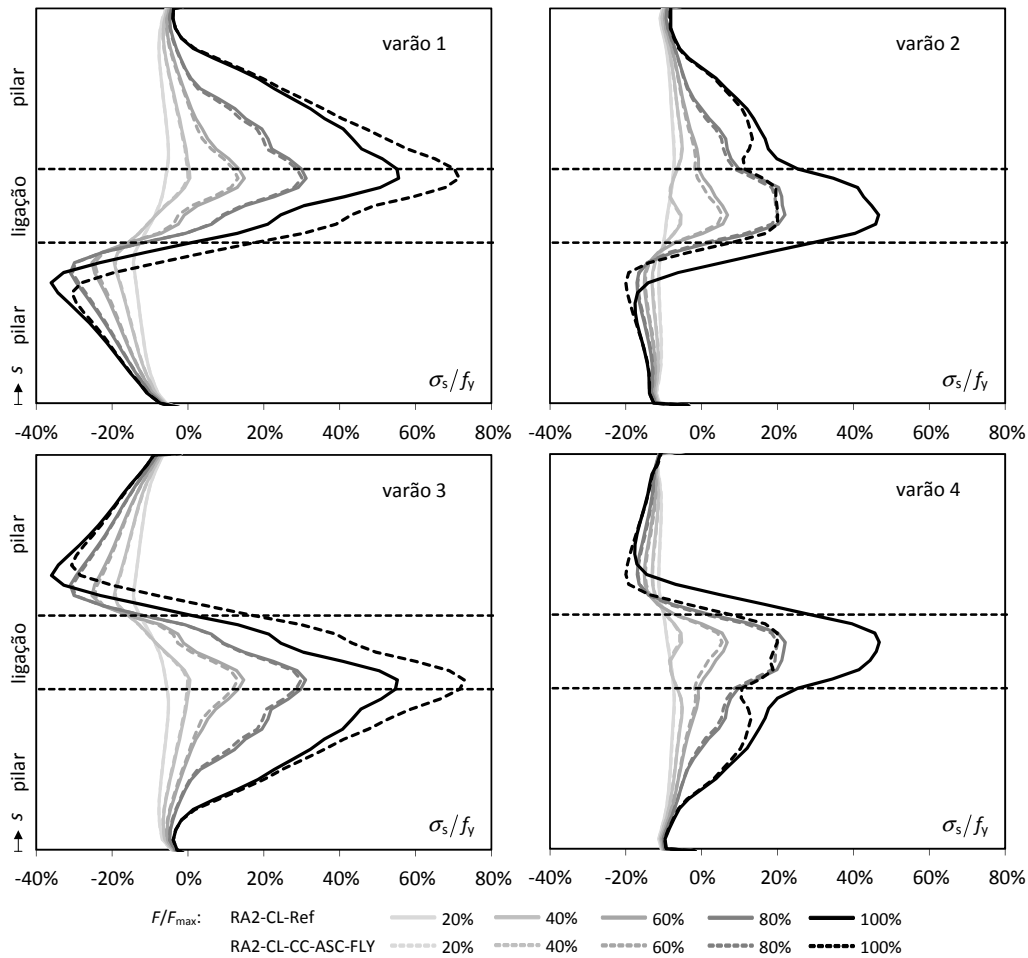 varão 1
varão 2
pilar
ligação
pilar
s
σs/fy
σs/fy
-40% -20% 0% 20% 40% 60% 80%
-40% -20% 0% 20% 40% 60% 80%
varão 3
varão 4
pilar
ligação
pilar
s
σs/fy
σs/fy
-40% -20% 0% 20% 40% 60% 80%
-40% -20% 0% 20% 40% 60% 80%
F/Fmax: RA2-CL-Ref 20% 40% 60% 80% 100%
RA2-CL-CC-ASC-FLY 20% 40% 60% 80% 100%